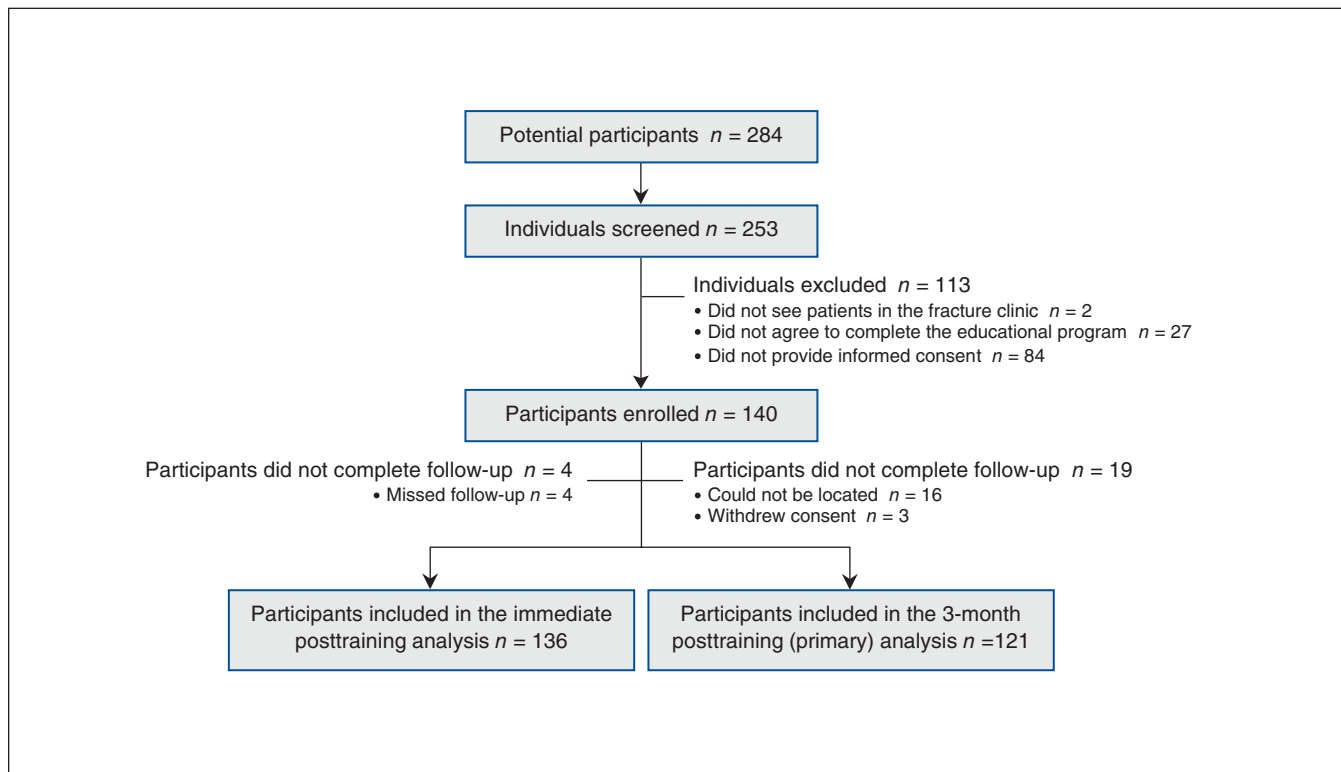 Potential participants n = 284
Individuals screened n = 253
Individuals excluded n = 113
• Did not see patients in the fracture clinic n = 2
• Did not agree to complete the educational program n = 27
• Did not provide informed consent n = 84
Participants enrolled n = 140
Participants did not complete follow-up n = 4
• Missed follow-up n = 4
Participants did not complete follow-up n = 19
• Could not be located n = 16
• Withdrew consent n = 3
Participants included in the immediate
posttraining analysis n = 136
Participants included in the 3-month
posttraining (primary) analysis n =121